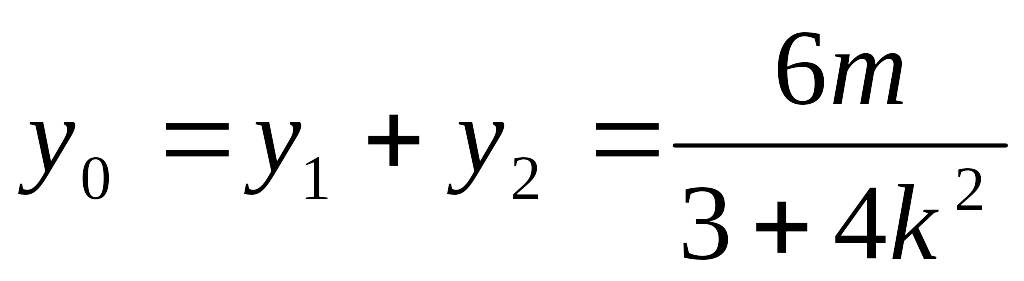 y₀ = y₁ + y₂ = 6m / (3 + 4k²)